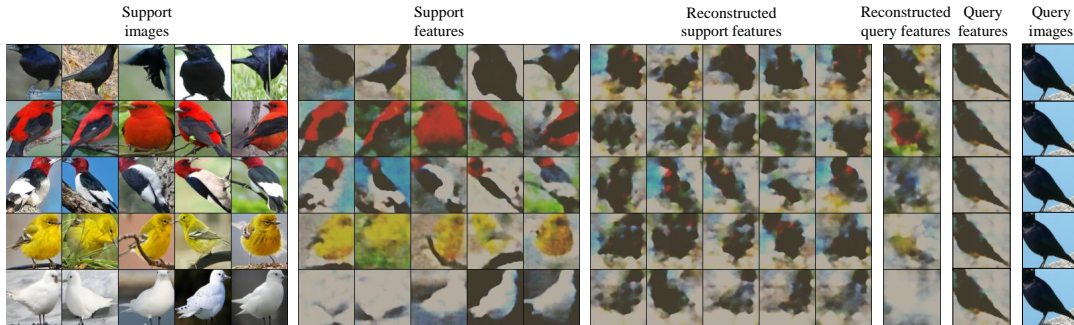 Support
images
Support
features
Reconstructed
support features
Reconstructed
query features
Query
features
Query
images